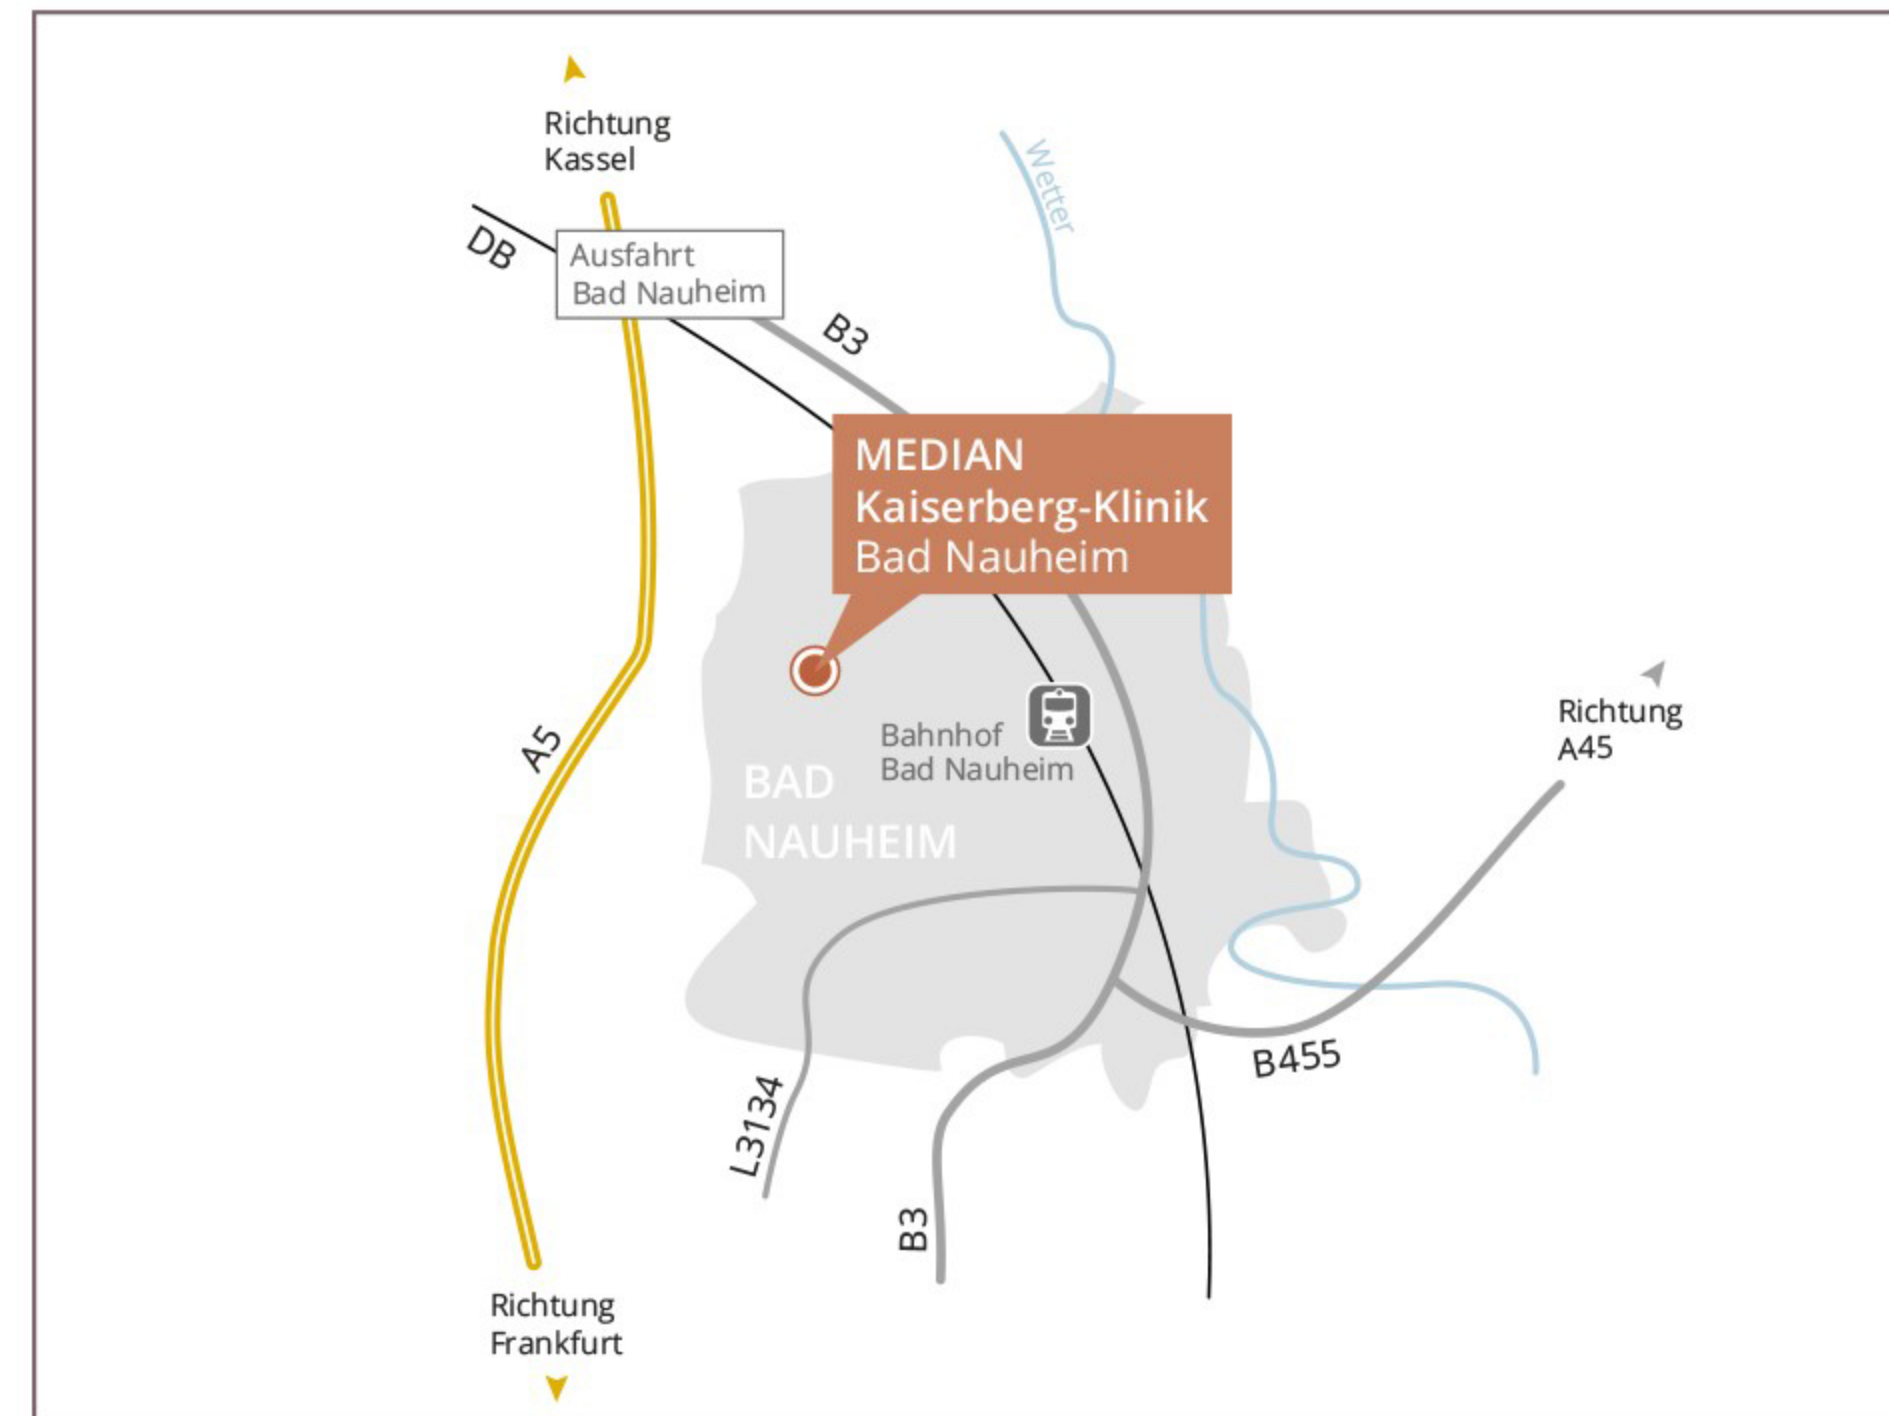 Richtung
Kassel
DB
Ausfahrt
Bad Nauheim
B3
Wetter
MEDIAN
Kaiserberg-Klinik
Bad Nauheim
Richtung
A45
A5
Bahnhof
Bad Nauheim
BAD
NAUHEIM
B455
L3134
B3
Richtung
Frankfurt